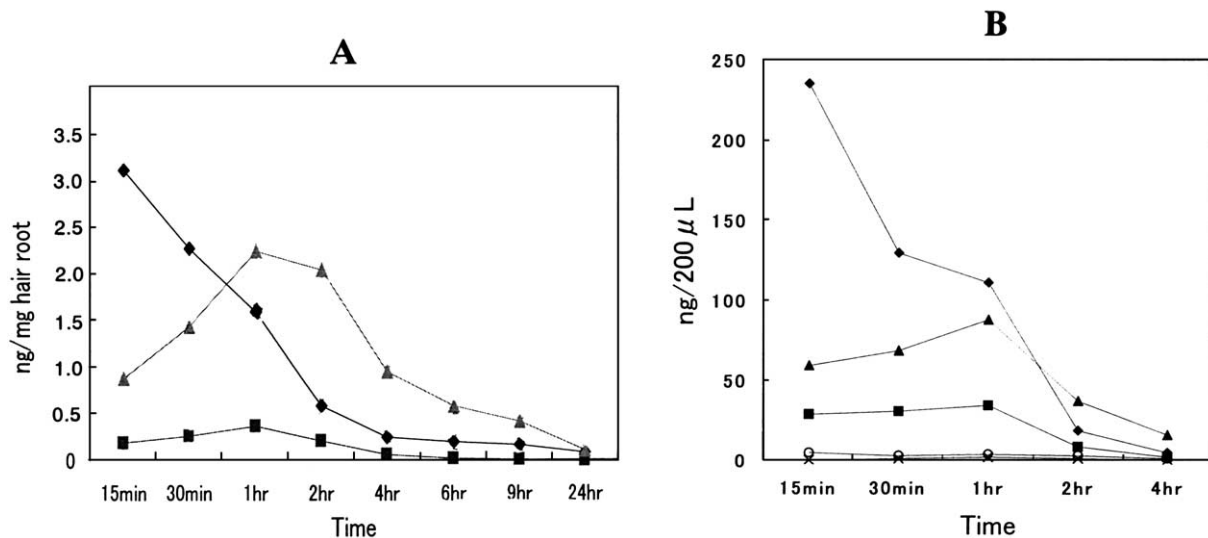 A
ng/mg hair root
3.5
3.0
2.5
2.0
1.5
1.0
0.5
0
15min 30min 1hr 2hr 4hr 6hr 9hr 24hr
Time
B
ng/200μL
250
200
150
100
50
0
15min 30min 1hr 2hr 4hr
Time